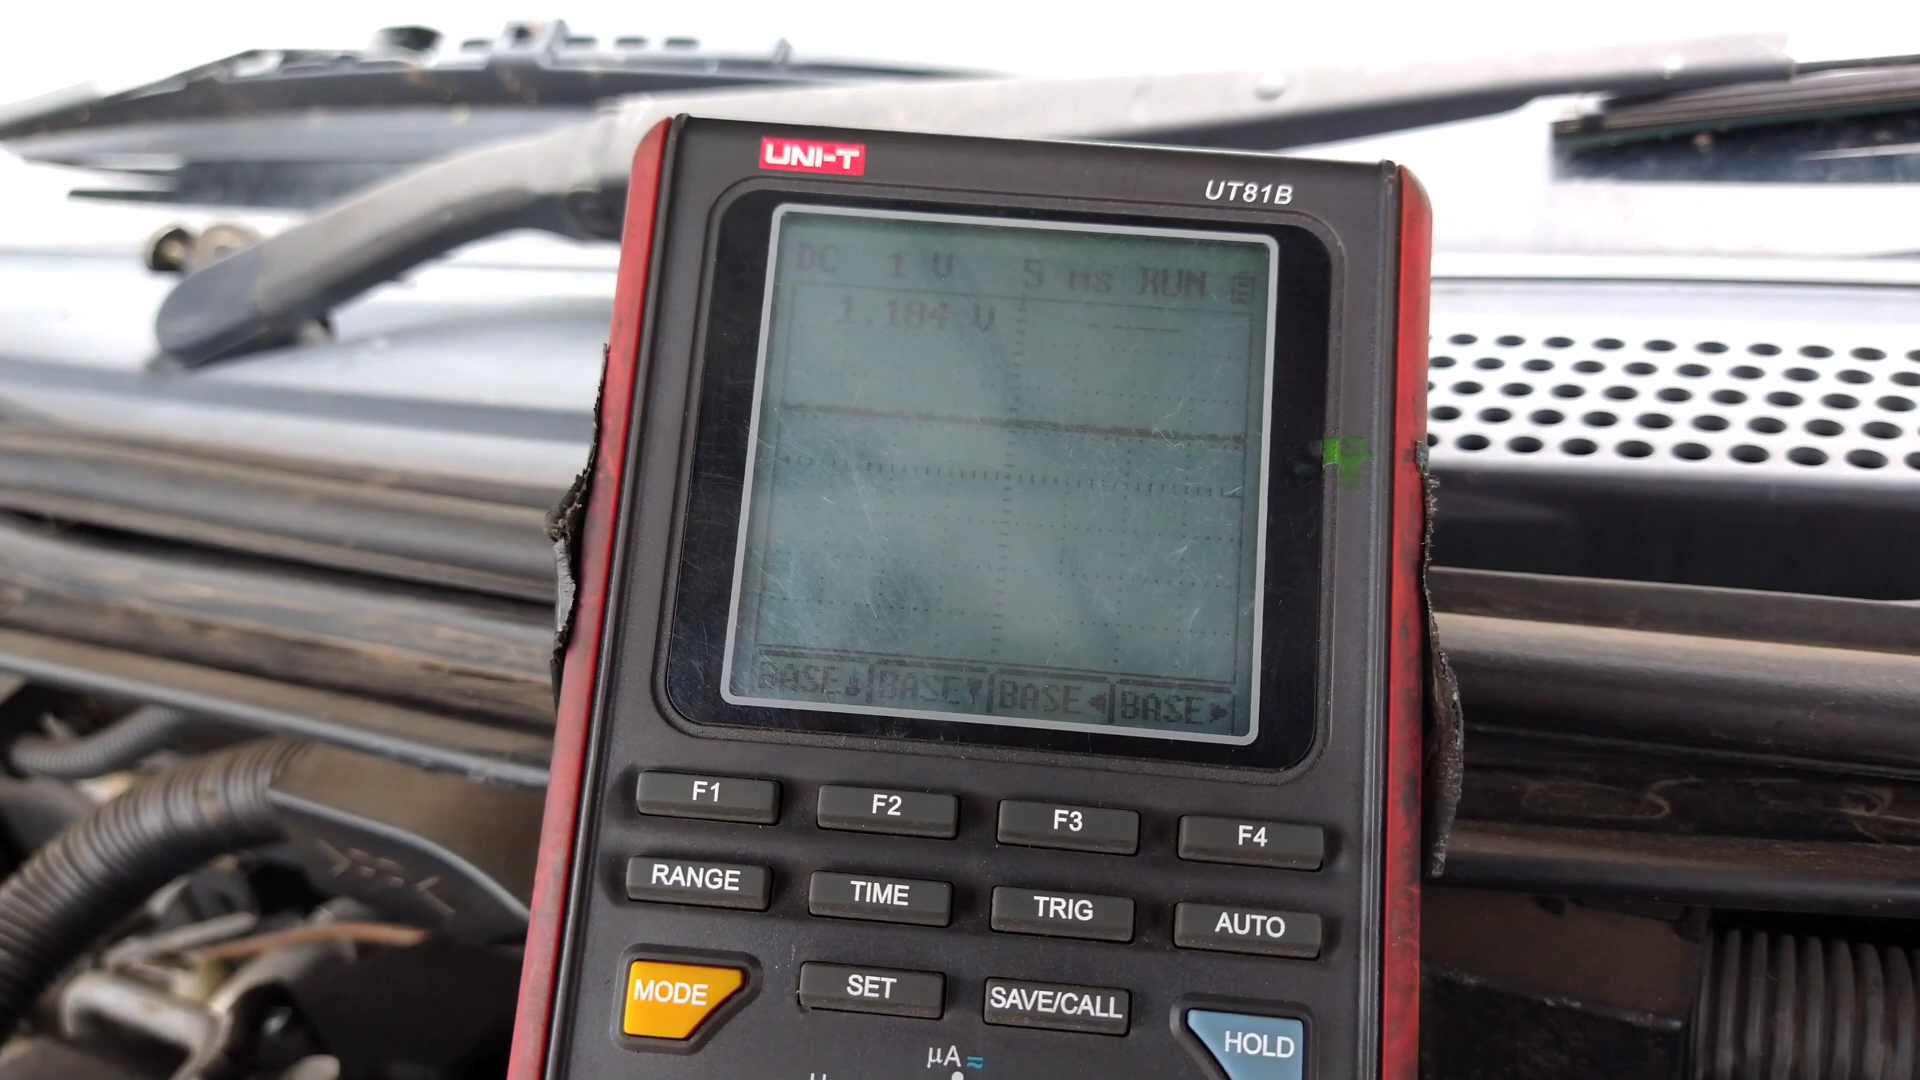 UNI-T
UT81B
DC 1 V 5 ms RUN
1.184 V ----
BASE BASE BASE BASE
F1 F2 F3 F4
RANGE TIME TRIG AUTO
MODE SET SAVE/CALL HOLD
µA